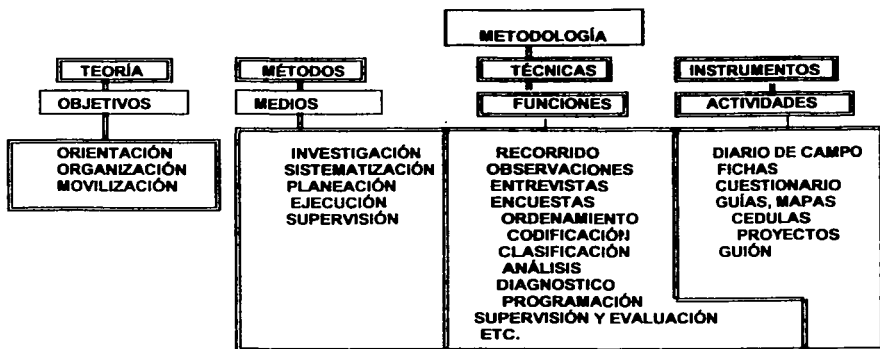 METODOLOGÍA
TEORÍA
MÉTODOS
TÉCNICAS
INSTRUMENTOS
OBJETIVOS
MEDIOS
FUNCIONES
ACTIVIDADES
ORIENTACIÓN
ORGANIZACIÓN
MOVILIZACIÓN
INVESTIGACIÓN
SISTEMATIZACIÓN
PLANEACIÓN
EJECUCIÓN
SUPERVISIÓN
RECORRIDO
OBSERVACIONES
ENTREVISTAS
ENCUESTAS
ORDENAMIENTO
CODIFICACIÓN
CLASIFICACIÓN
ANÁLISIS
DIAGNOSTICO
PROGRAMACIÓN
SUPERVISIÓN Y EVALUACIÓN
ETC.
DIARIO DE CAMPO
FICHAS
CUESTIONARIO
GUÍAS, MAPAS
CEDULAS
PROYECTOS
GUIÓN